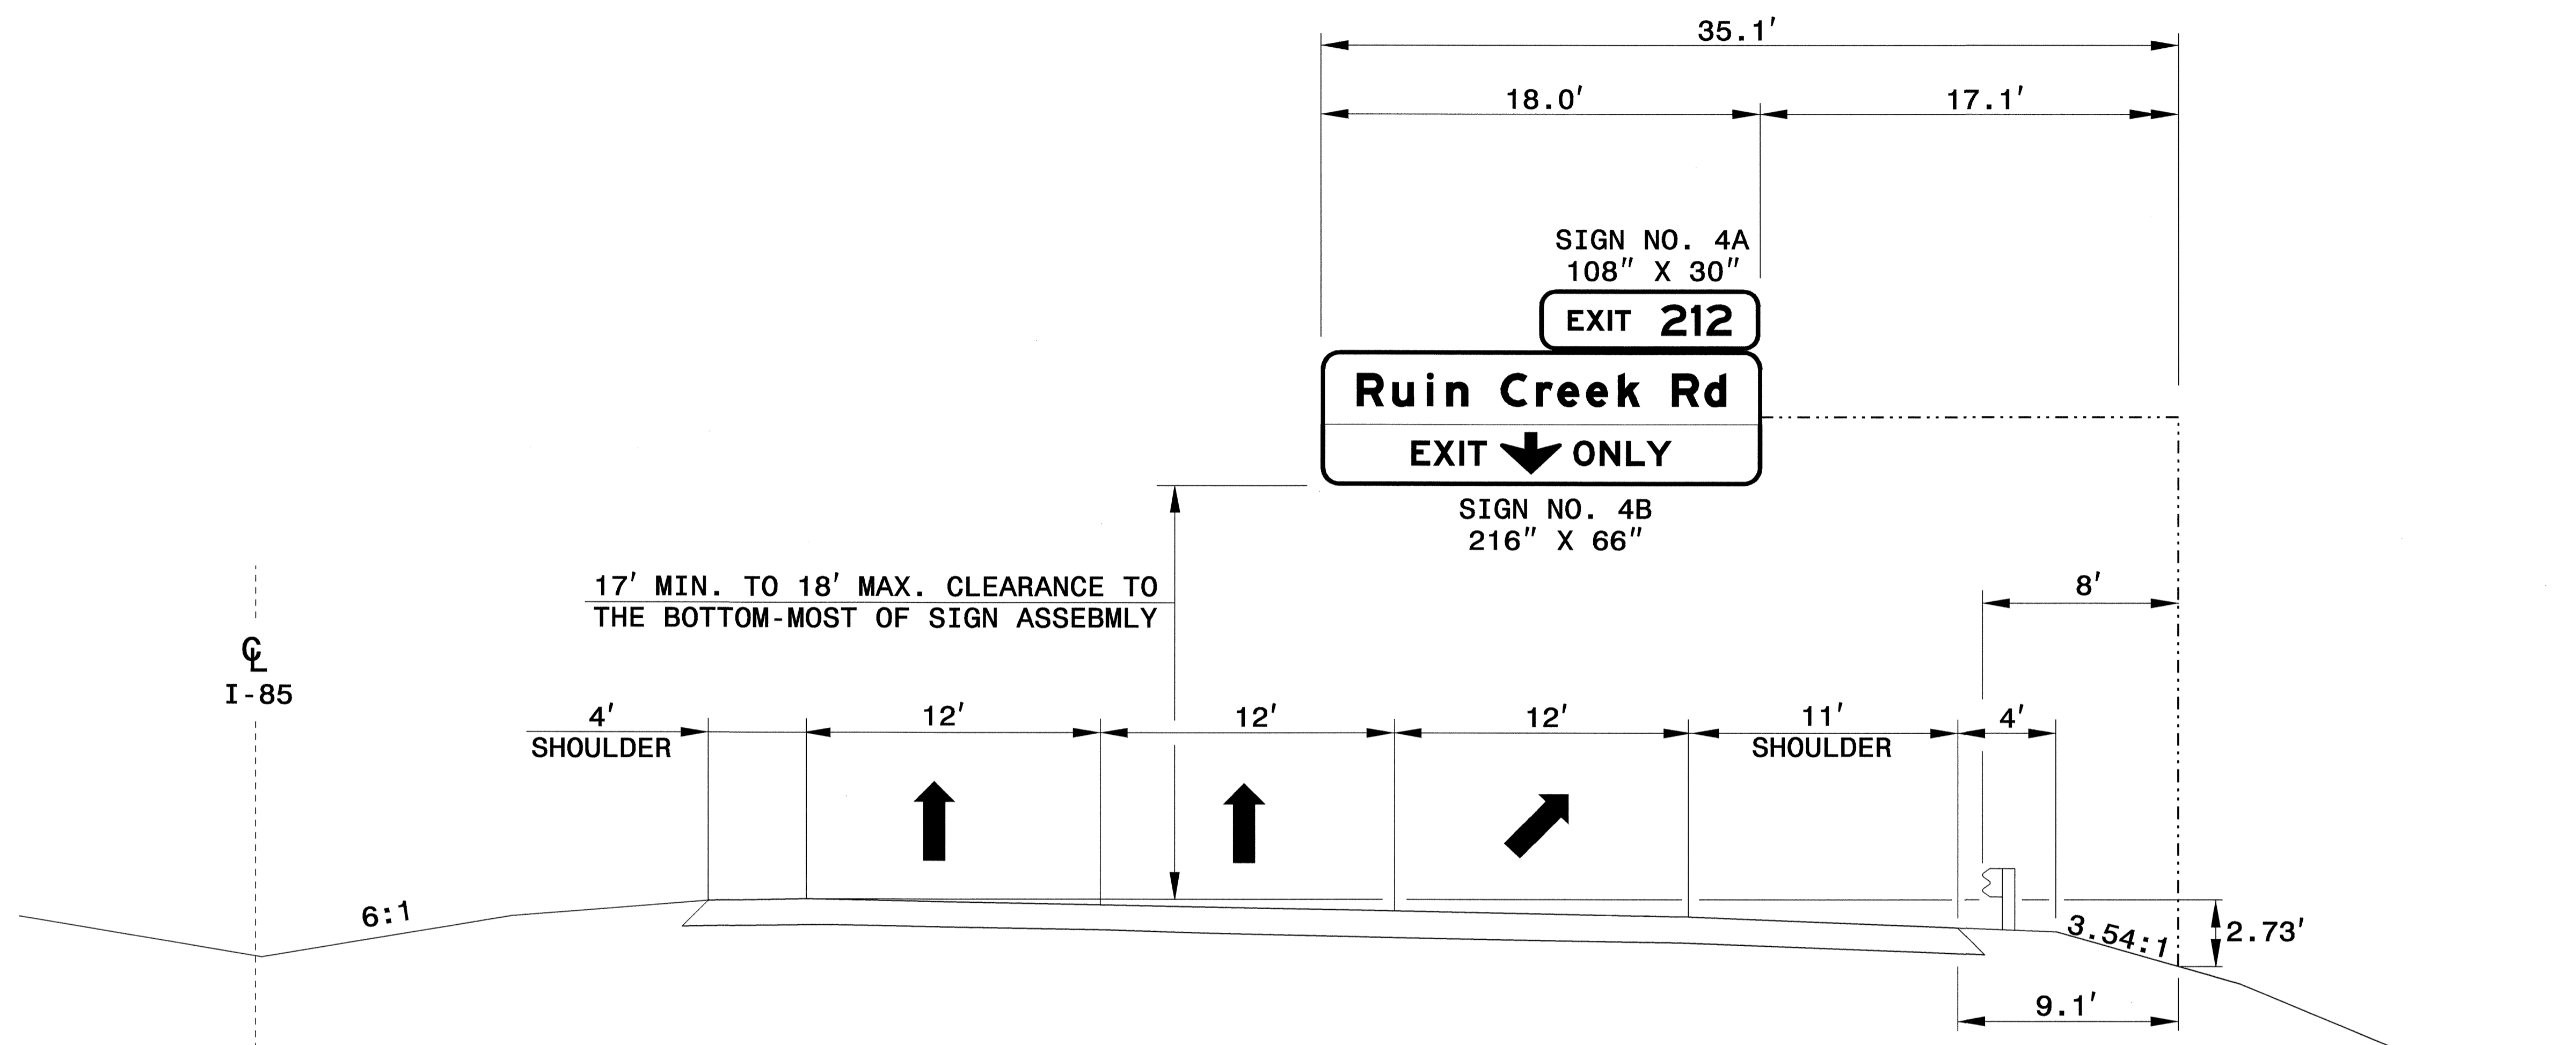 35.1′
18.0′
17.1′
SIGN NO. 4A
108″ X 30″
EXIT 212
Ruin Creek Rd
EXIT ONLY
SIGN NO. 4B
216″ X 66″
17′ MIN. TO 18′ MAX. CLEARANCE TO
THE BOTTOM-MOST OF SIGN ASSEBMLY
8′
℄
I-85
4′
SHOULDER
12′
12′
12′
11′
SHOULDER
4′
6:1
3.54:1
2.73′
9.1′